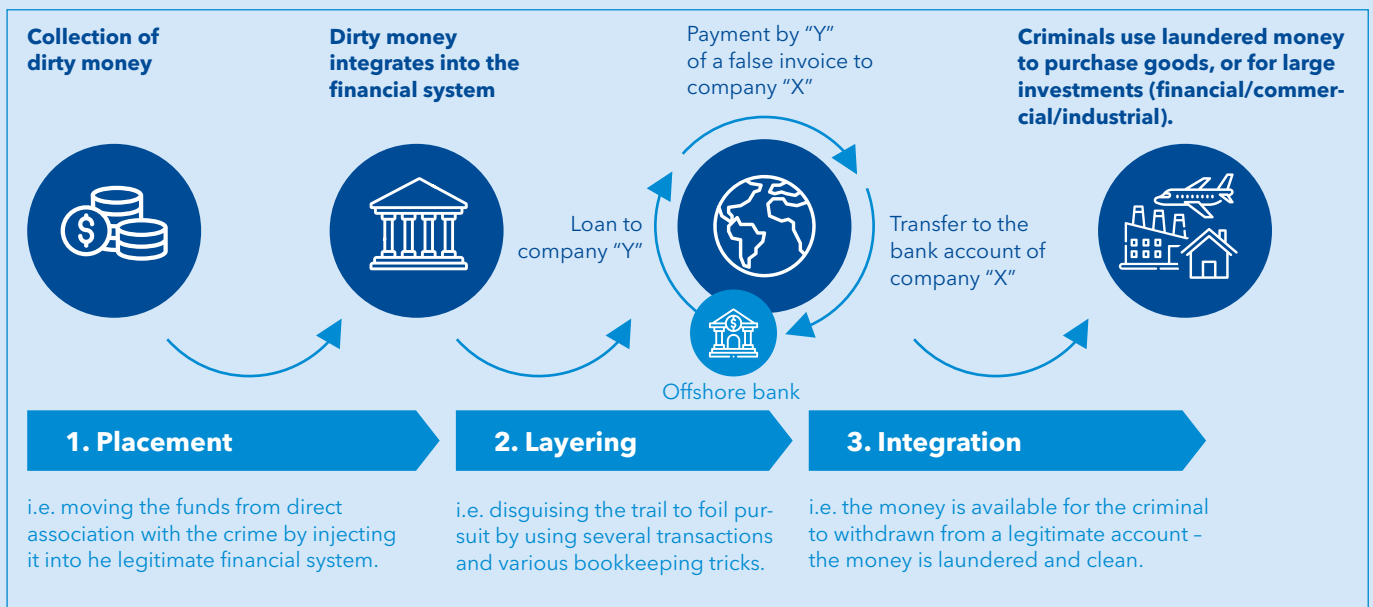 Collection of
dirty money
Dirty money
integrates into the
financial system
Payment by “Y”
of a false invoice to
company “X”
Criminals use laundered money
to purchase goods, or for large
investments (financial/commer-
cial/industrial).
$
Loan to
company “Y”
Transfer to the
bank account of
company “X”
$
Offshore bank
1. Placement
2. Layering
3. Integration
i.e. moving the funds from direct
association with the crime by injecting
it into he legitimate financial system.
i.e. disguising the trail to foil pur-
suit by using several transactions
and various bookkeeping tricks.
i.e. the money is available for the criminal
to withdrawn from a legitimate account –
the money is laundered and clean.